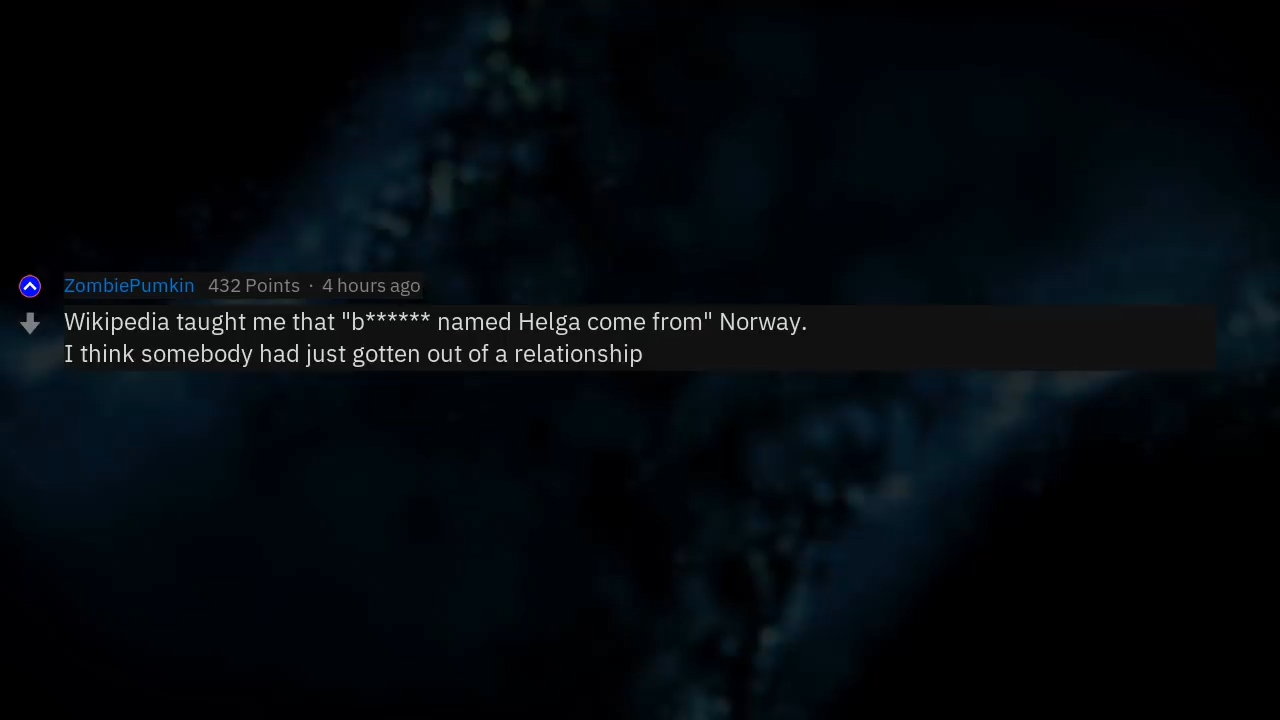 ZombiePumkin 432 Points · 4 hours ago
Wikipedia taught me that "b****** named Helga come from" Norway.
I think somebody had just gotten out of a relationship